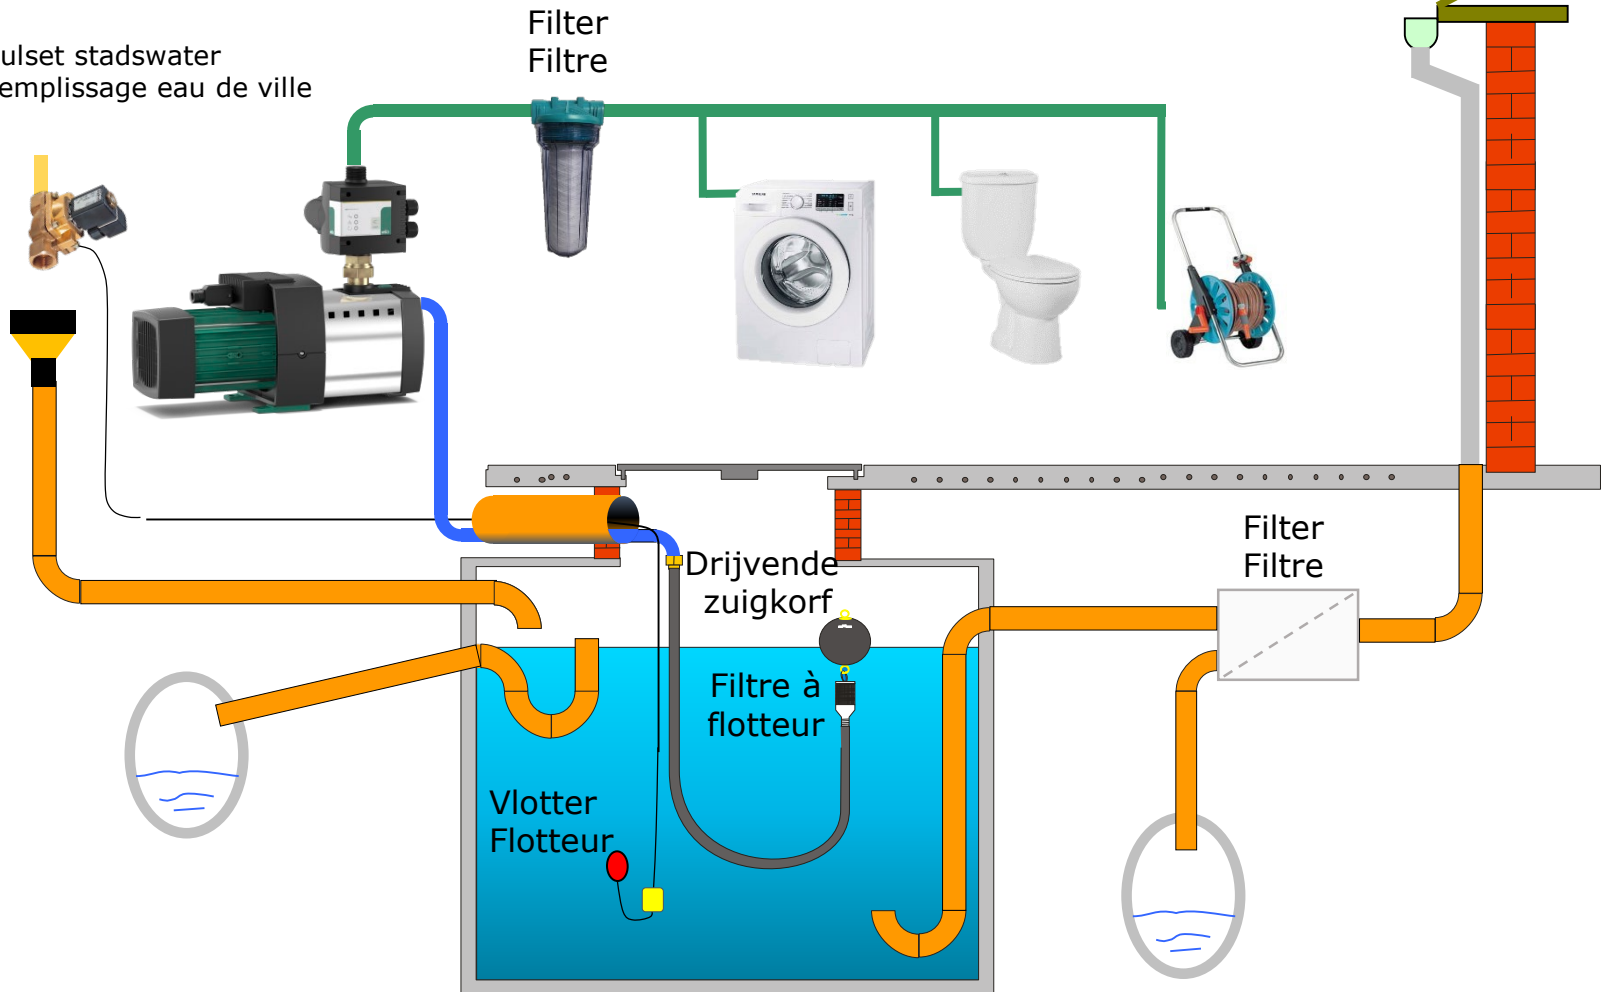 Filter
Filtre
ulset stadswater
emplissage eau de ville
Filter
Filtre
Drijvende
zuigkorf
Filtre à
flotteur
Vlotter
Flotteur